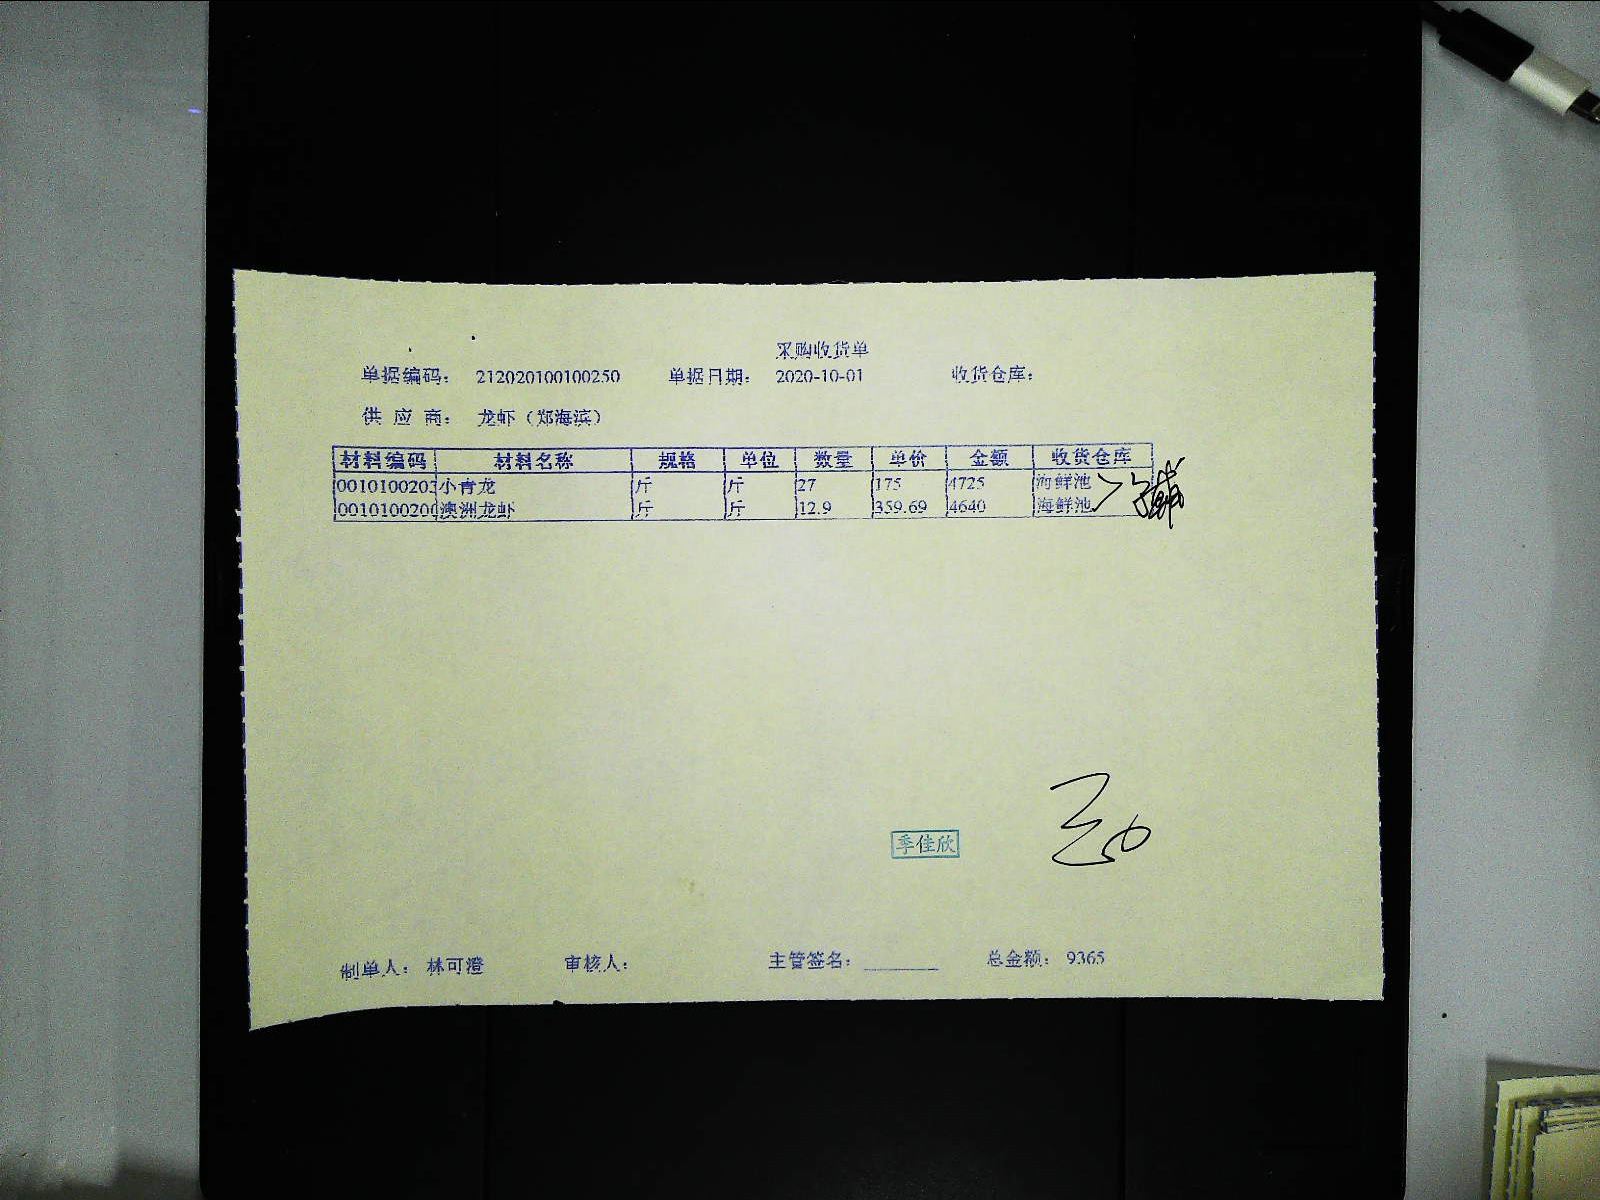 采购收货单
单据编码： 212020100100250 单据日期： 2020-10-01 收货仓库：
供 应 商： 龙虾（郑海滨）
材料编码 材料名称 规格 单位 数量 单价 金额 收货仓库
0010100203 小青龙 斤 斤 27 175 4725 海鲜池
0010100200 澳洲龙虾 斤 斤 12.9 359.69 4640 海鲜池
季佳欣
制单人： 林可澄 审核人： 主管签名： ________ 总金额： 9365